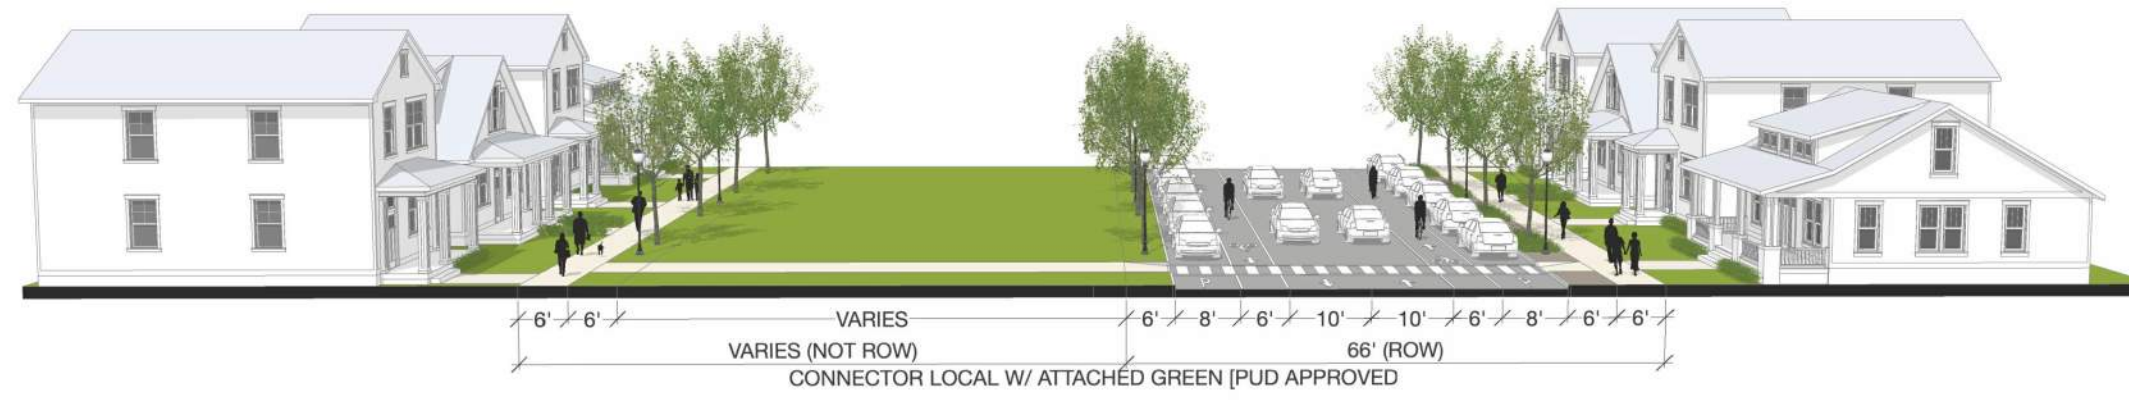 P
6' 6' VARIES 6' 8' 6' 10' 10' 6' 8' 6' 6'
VARIES (NOT ROW) 66' (ROW)
CONNECTOR LOCAL W/ ATTACHED GREEN [PUD APPROVED